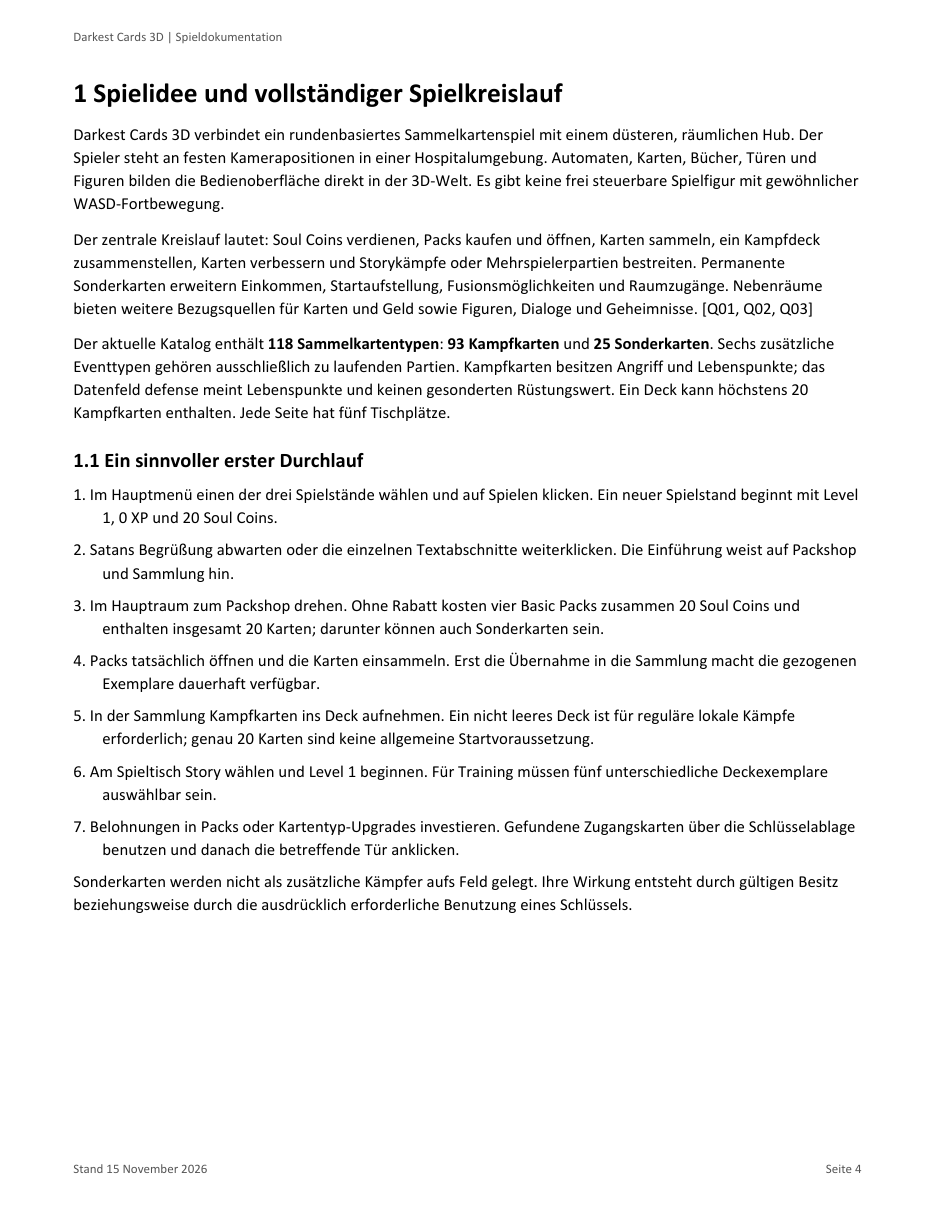 Darkest Cards 3D | Spieldokumentation
1 Spielidee und vollständiger Spielkreislauf
Darkest Cards 3D verbindet ein rundenbasiertes Sammelkartenspiel mit einem düsteren, räumlichen Hub. Der
Spieler steht an festen Kamerapositionen in einer Hospitalumgebung. Automaten, Karten, Bücher, Türen und
Figuren bilden die Bedienoberfläche direkt in der 3D-Welt. Es gibt keine frei steuerbare Spielfigur mit gewöhnlicher
WASD-Fortbewegung.
Der zentrale Kreislauf lautet: Soul Coins verdienen, Packs kaufen und öffnen, Karten sammeln, ein Kampfdeck
zusammenstellen, Karten verbessern und Storykämpfe oder Mehrspielerpartien bestreiten. Permanente
Sonderkarten erweitern Einkommen, Startaufstellung, Fusionsmöglichkeiten und Raumzugänge. Nebenräume
bieten weitere Bezugsquellen für Karten und Geld sowie Figuren, Dialoge und Geheimnisse. [Q01, Q02, Q03]
Der aktuelle Katalog enthält 118 Sammelkartentypen: 93 Kampfkarten und 25 Sonderkarten. Sechs zusätzliche
Eventtypen gehören ausschließlich zu laufenden Partien. Kampfkarten besitzen Angriff und Lebenspunkte; das
Datenfeld defense meint Lebenspunkte und keinen gesonderten Rüstungswert. Ein Deck kann höchstens 20
Kampfkarten enthalten. Jede Seite hat fünf Tischplätze.
1.1 Ein sinnvoller erster Durchlauf
1. Im Hauptmenü einen der drei Spielstände wählen und auf Spielen klicken. Ein neuer Spielstand beginnt mit Level
1, 0 XP und 20 Soul Coins.
2. Satans Begrüßung abwarten oder die einzelnen Textabschnitte weiterklicken. Die Einführung weist auf Packshop
und Sammlung hin.
3. Im Hauptraum zum Packshop drehen. Ohne Rabatt kosten vier Basic Packs zusammen 20 Soul Coins und
enthalten insgesamt 20 Karten; darunter können auch Sonderkarten sein.
4. Packs tatsächlich öffnen und die Karten einsammeln. Erst die Übernahme in die Sammlung macht die gezogenen
Exemplare dauerhaft verfügbar.
5. In der Sammlung Kampfkarten ins Deck aufnehmen. Ein nicht leeres Deck ist für reguläre lokale Kämpfe
erforderlich; genau 20 Karten sind keine allgemeine Startvoraussetzung.
6. Am Spieltisch Story wählen und Level 1 beginnen. Für Training müssen fünf unterschiedliche Deckexemplare
auswählbar sein.
7. Belohnungen in Packs oder Kartentyp-Upgrades investieren. Gefundene Zugangskarten über die Schlüsselablage
benutzen und danach die betreffende Tür anklicken.
Sonderkarten werden nicht als zusätzliche Kämpfer aufs Feld gelegt. Ihre Wirkung entsteht durch gültigen Besitz
beziehungsweise durch die ausdrücklich erforderliche Benutzung eines Schlüssels.
Stand 15 November 2026
Seite 4